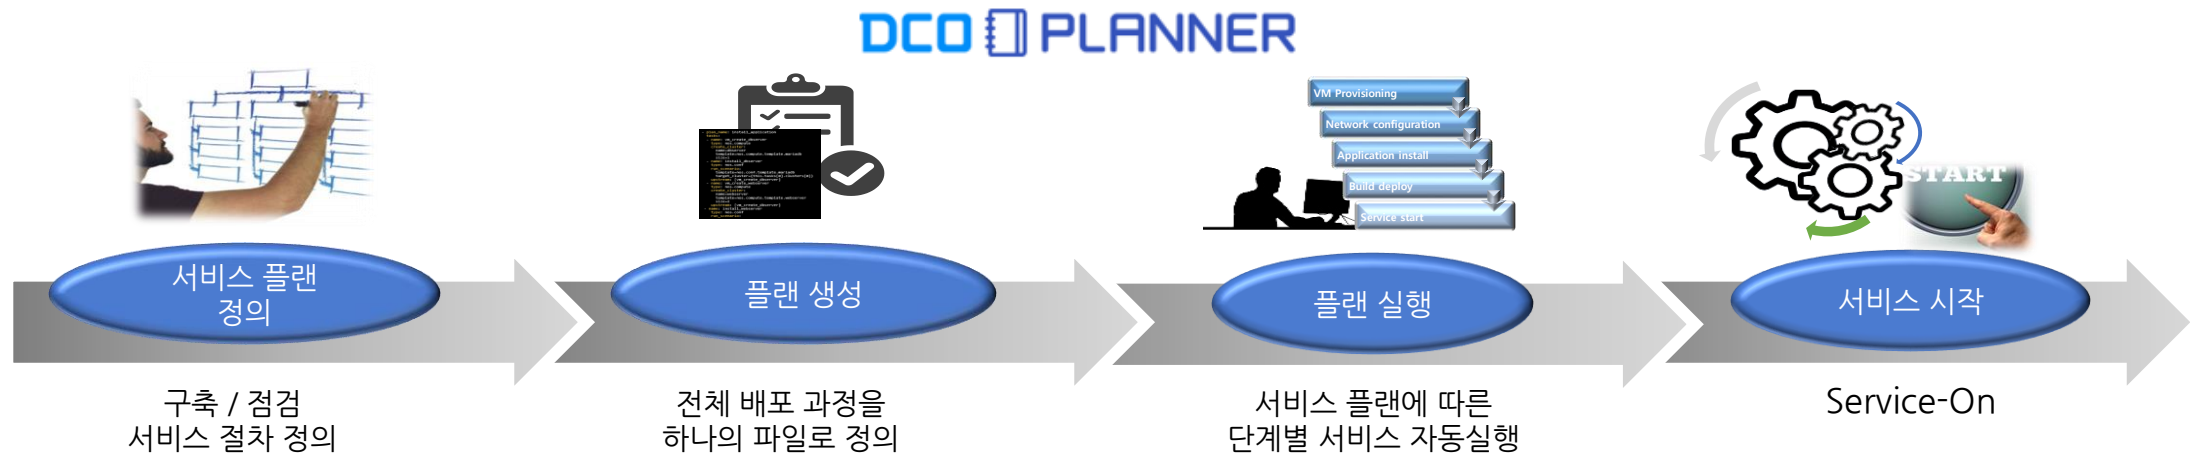 DCO PLANNER
VM Provisioning
Network configuration
Application install
Build deploy
Service start
START
서비스 플랜
정의
플랜 생성
플랜 실행
서비스 시작
구축 / 점검
서비스 절차 정의
전체 배포 과정을
하나의 파일로 정의
서비스 플랜에 따른
단계별 서비스 자동실행
Service-On